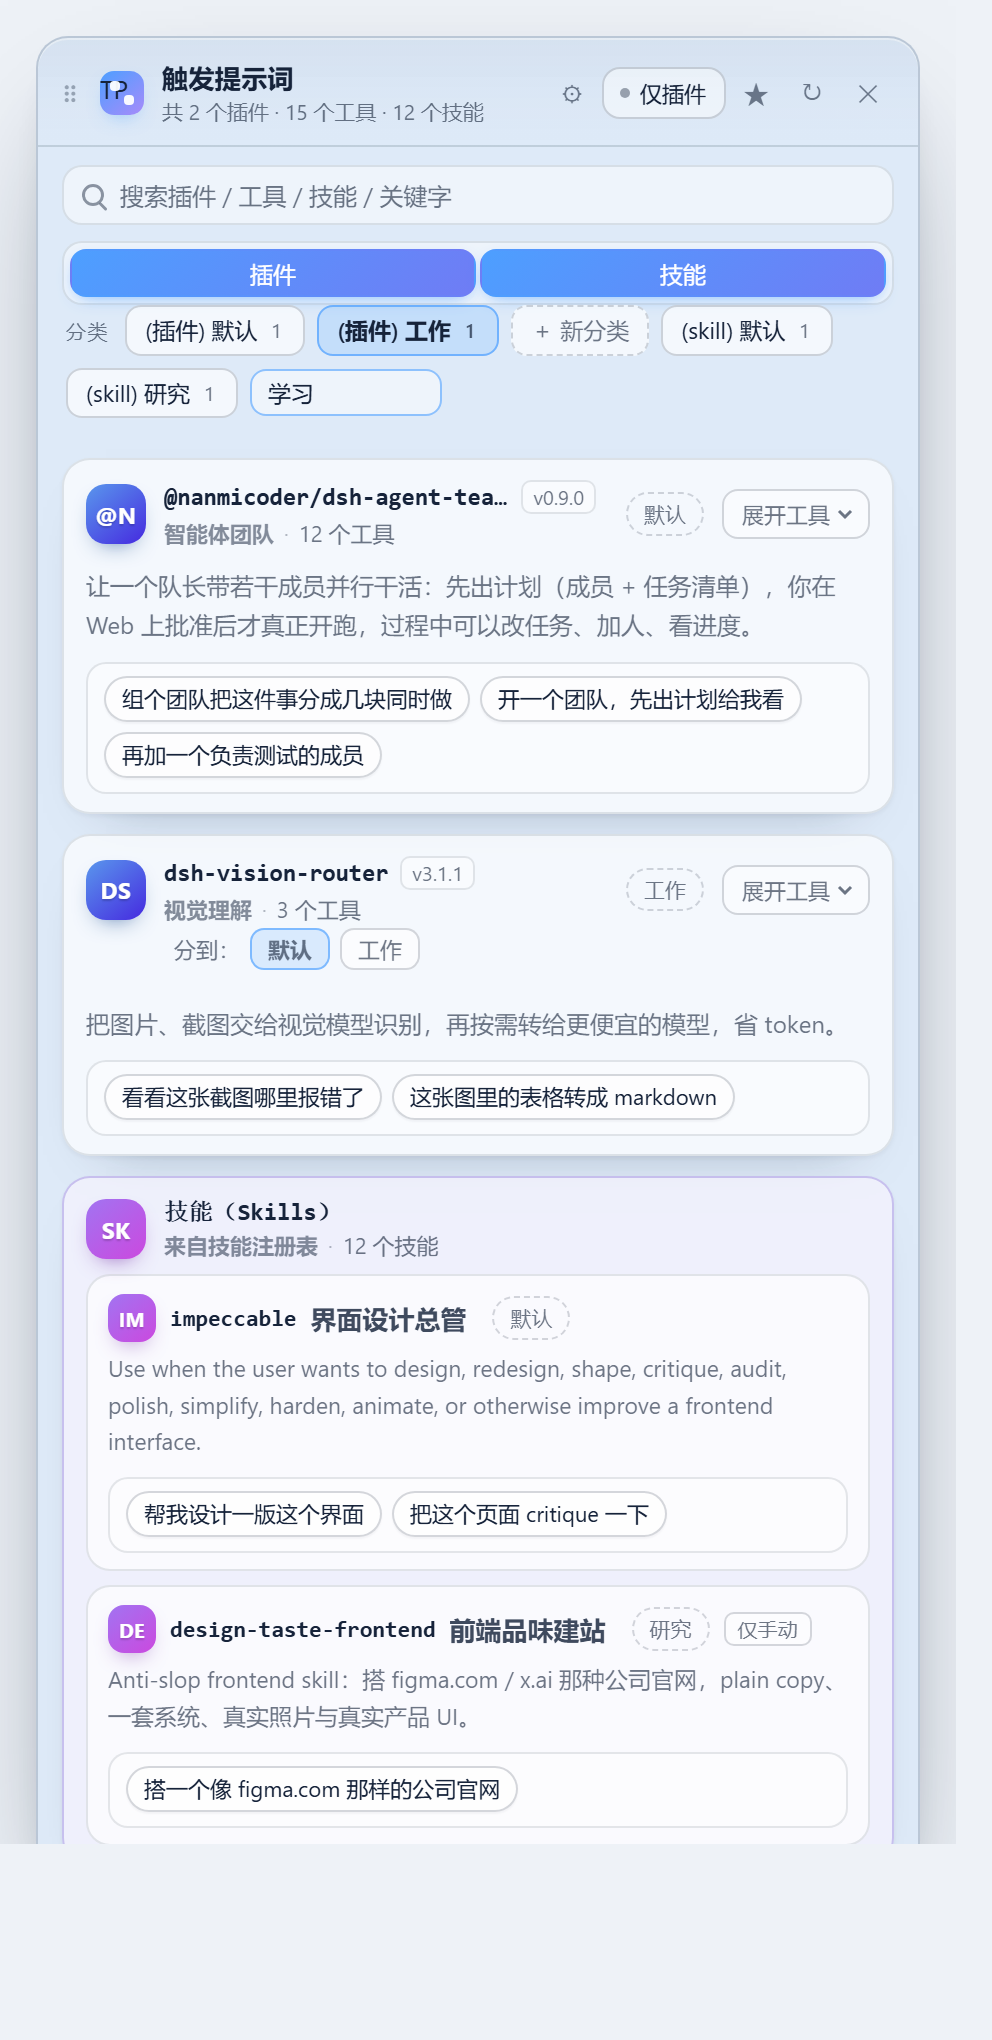 TP
触发提示词
共 2 个插件 · 15 个工具 · 12 个技能
仅插件
搜索插件 / 工具 / 技能 / 关键字
插件 技能
分类 (插件) 默认 1 (插件) 工作 1 + 新分类 (skill) 默认 1
(skill) 研究 1 学习
@N @nanmicoder/dsh-agent-tea… v0.9.0 默认 展开工具
智能体团队 · 12 个工具
让一个队长带若干成员并行干活：先出计划（成员 + 任务清单），你在
Web 上批准后才真正开跑，过程中可以改任务、加人、看进度。
组个团队把这件事分成几块同时做 开一个团队，先出计划给我看
再加一个负责测试的成员
DS dsh-vision-router v3.1.1 工作 展开工具
视觉理解 · 3 个工具
分到： 默认 工作
把图片、截图交给视觉模型识别，再按需转给更便宜的模型，省 token。
看看这张截图哪里报错了 这张图里的表格转成 markdown
SK 技能（Skills）
来自技能注册表 · 12 个技能
IM impeccable 界面设计总管 默认
Use when the user wants to design, redesign, shape, critique, audit,
polish, simplify, harden, animate, or otherwise improve a frontend
interface.
帮我设计一版这个界面 把这个页面 critique 一下
DE design-taste-frontend 前端品味建站 研究 仅手动
Anti-slop frontend skill：搭 figma.com / x.ai 那种公司官网，plain copy、
一套系统、真实照片与真实产品 UI。
搭一个像 figma.com 那样的公司官网